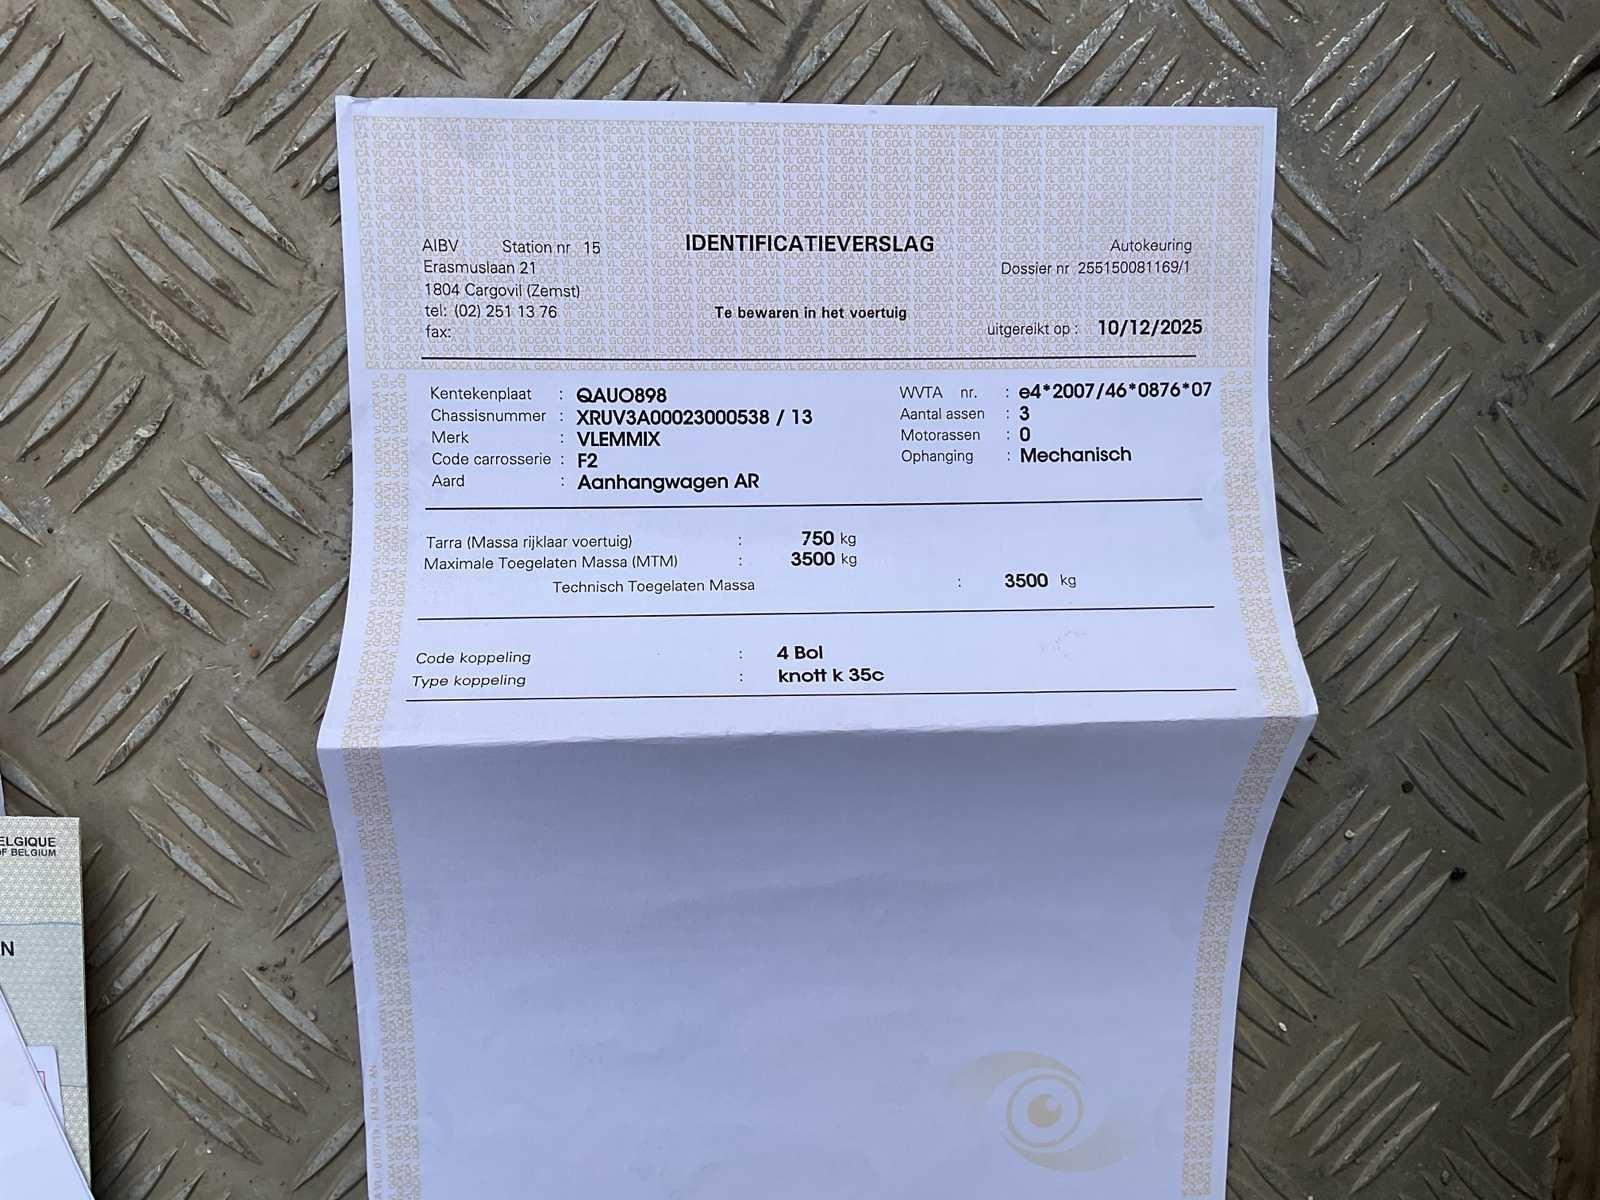 AIBV Station nr 15
Erasmuslaan 21
1804 Cargovil (Zemst)
tel: (02) 251 13 76
fax:
IDENTIFICATIEVERSLAG
Te bewaren in het voertuig
Autokeuring
Dossier nr 255150081169/1
uitgereikt op : 10/12/2025
Kentekenplaat : QAUO898
Chassisnummer : XRUV3A00023000538 / 13
Merk : VLEMMIX
Code carrosserie : F2
Aard : Aanhangwagen AR
WVTA nr. : e4*2007/46*0876*07
Aantal assen : 3
Motorassen : 0
Ophanging : Mechanisch
Tarra (Massa rijklaar voertuig) : 750 kg
Maximale Toegelaten Massa (MTM) : 3500 kg
Technisch Toegelaten Massa : 3500 kg
Code koppeling : 4 Bol
Type koppeling : knott k 35c
ELGIQUE
OF BELGIUM
N